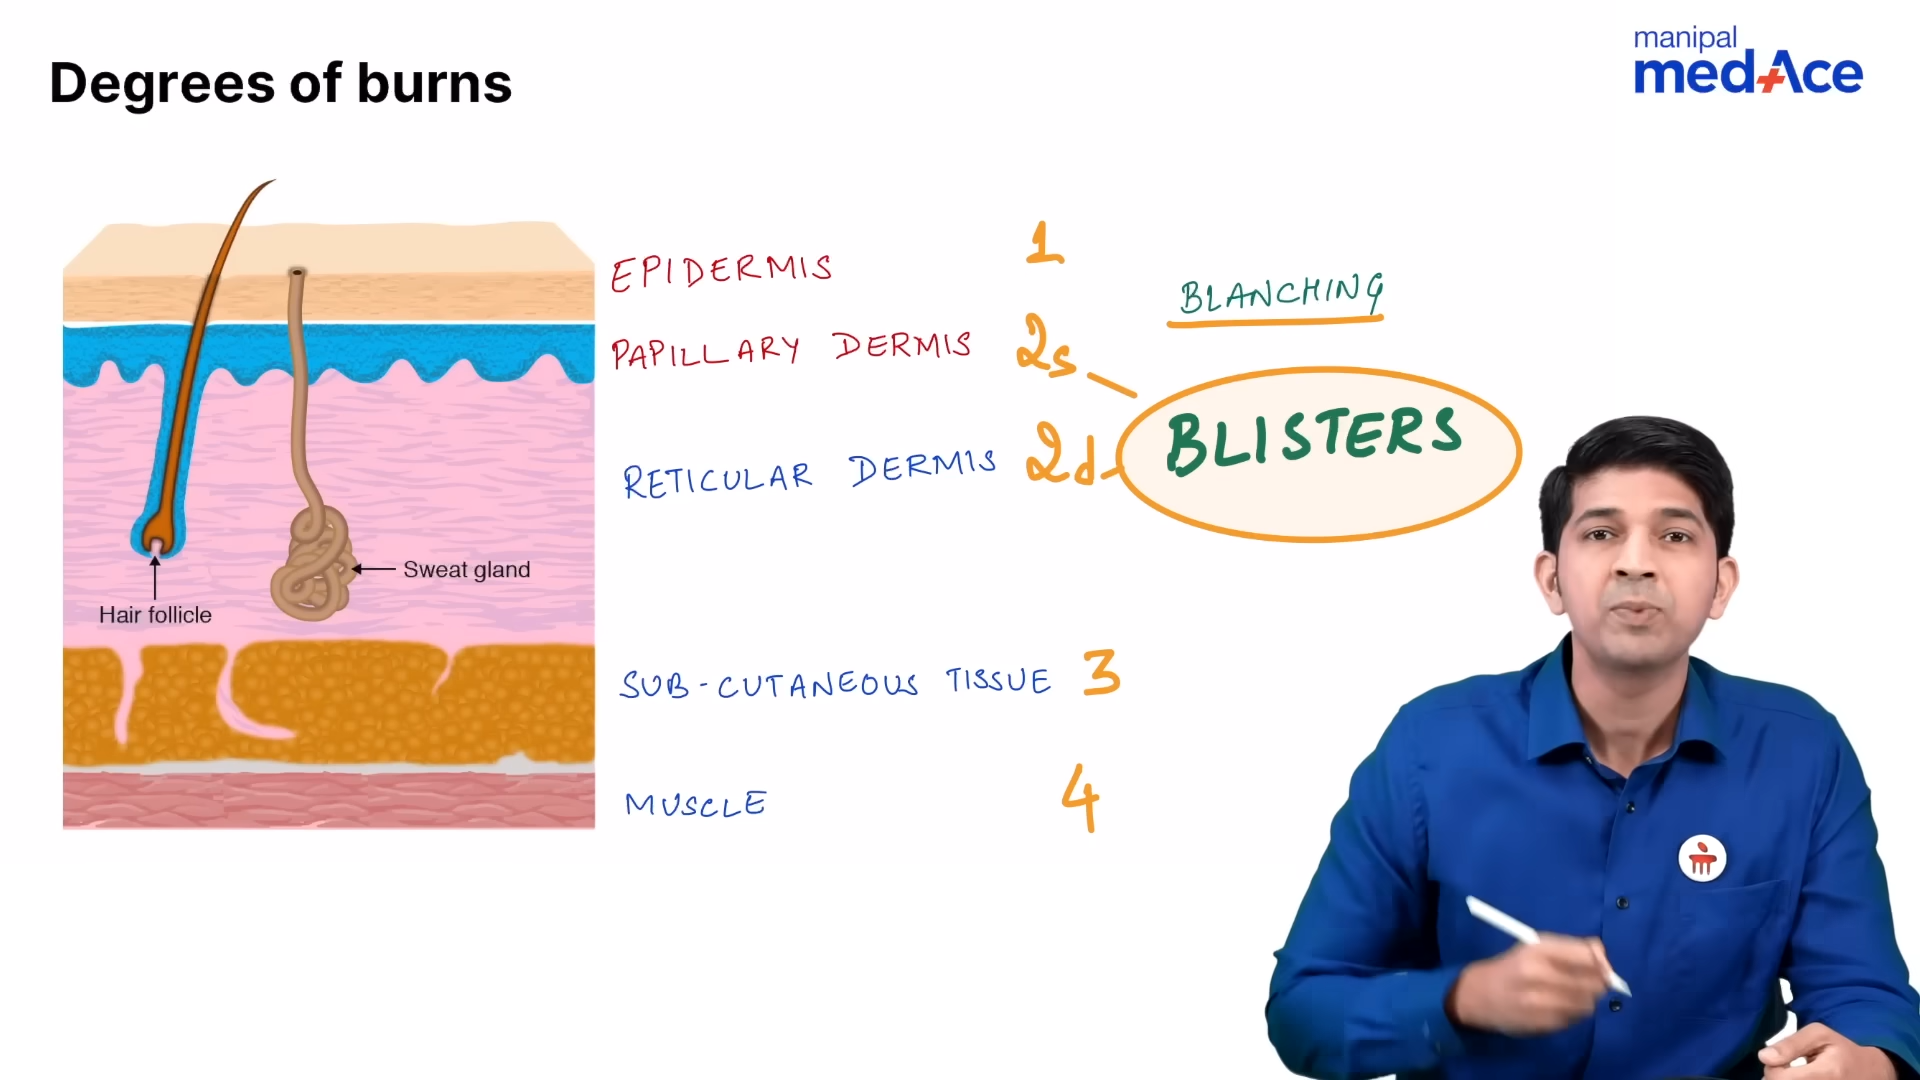 manipal
medAce
Degrees of burns
EPIDERMIS 1
BLANCHING
PAPILLARY DERMIS 2s
BLISTERS
RETICULAR DERMIS 2d
Sweat gland
Hair follicle
SUB-CUTANEOUS TISSUE 3
MUSCLE 4